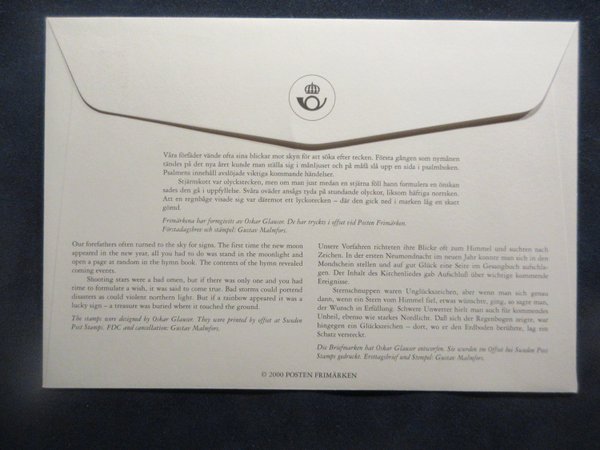 Våra förfäder vände ofta sina blickar mot skyn för att söka efter tecken. Första gången som nymånen
tändes på det nya året kunde man ställa sig i månljuset och på måfå slå upp en sida i psalmboken.
Psalmens innehåll avslöjade viktiga kommande händelser.
Stjärnskott var olyckstecken, men om man just medan en stjärna föll hann formulera en önskan
sades den gå i uppfyllelse. Svåra oväder ansågs tyda på stundande olyckor, liksom häftiga norrsken.
Att en regnbåge visade sig var däremot ett lyckotecken – där den gick ned i marken låg en skatt
gömd.
Frimärkena har formgivits av Oskar Glauser. De har tryckts i offset vid Posten Frimärken.
Förstadagsbrev och stämpel: Gustav Malmfors.
Our forefathers often turned to the sky for signs. The first time the new moon
appeared in the new year, all you had to do was stand in the moonlight and
open a page at random in the hymn book. The contents of the hymn revealed
coming events.
Shooting stars were a bad omen, but if there was only one and you had
time to formulate a wish, it was said to come true. Bad storms could portend
disasters as could violent northern light. But if a rainbow appeared it was a
lucky sign – a treasure was buried where it touched the ground.
The stamps were designed by Oskar Glauser. They were printed by offset at Sweden
Post Stamps. FDC and cancellation: Gustav Malmfors.
Unsere Vorfahren richteten ihre Blicke oft zum Himmel und suchten nach
Zeichen. In der ersten Neumondnacht im neuen Jahr konnte man sich in den
Mondschein stellen und auf gut Glück eine Seite im Gesangbuch aufschla-
gen. Der Inhalt des Kirchenliedes gab Aufschluß über wichtige kommende
Ereignisse.
Sternschnuppen waren Unglückszeichen, aber wenn man sich genau
dann, wenn ein Stern vom Himmel fiel, etwas wünschte, ging, so sagte man,
der Wunsch in Erfüllung. Schwere Unwetter hielt man auch für kommendes
Unheil, ebenso wie starkes Nordlicht. Daß sich der Regenbogen zeigte, war
hingegen ein Glückszeichen – dort, wo er den Erdboden berührte, lag ein
Schatz versteckt.
Die Briefmarken hat Oskar Glauser entworfen. Sie wurden im Offset bei Sweden Post
Stamps gedruckt. Ersttagsbrief und Stempel: Gustav Malmfors.
© 2000 POSTEN FRIMÄRKEN